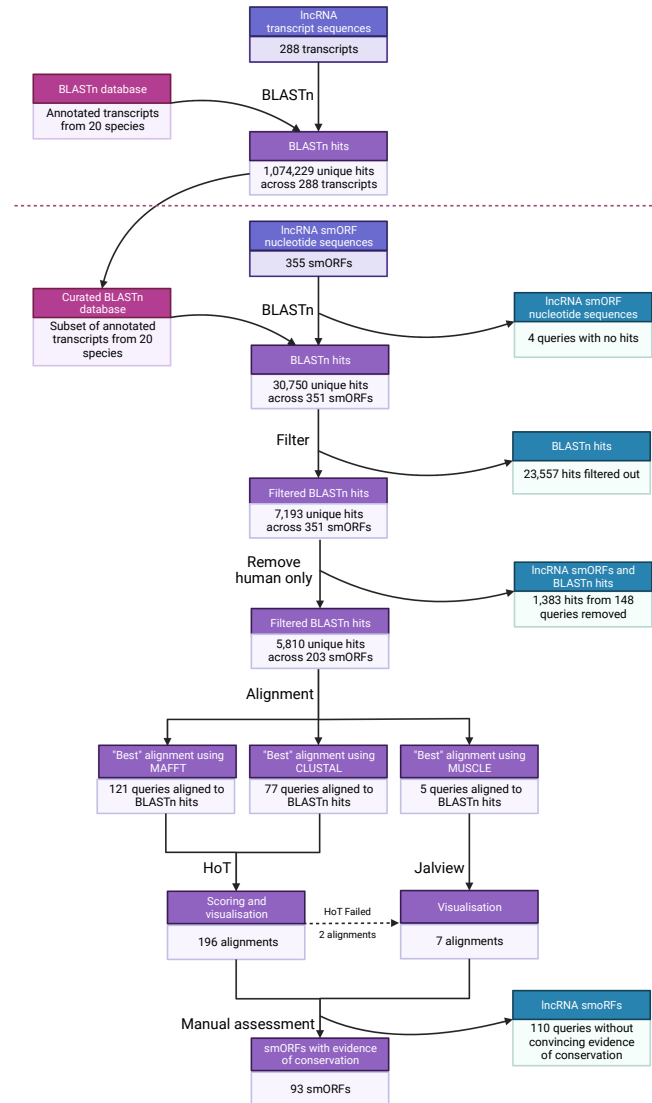 lncRNA
transcript sequences
288 transcripts
BLASTn
BLASTn database
Annotated transcripts
from 20 species
BLASTn hits
1,074,229 unique hits
across 288 transcripts
lncRNA smORF
nucleotide sequences
355 smORFs
BLASTn
Curated BLASTn
database
Subset of annotated
transcripts from 20
species
lncRNA smORF
nucleotide sequences
4 queries with no hits
BLASTn hits
30,750 unique hits
across 351 smORFs
Filter
BLASTn hits
23,557 hits filtered out
Filtered BLASTn hits
7,193 unique hits
across 351 smORFs
Remove
human only
lncRNA smORFs and
BLASTn hits
1,383 hits from 148
queries removed
Filtered BLASTn hits
5,810 unique hits
across 203 smORFs
Alignment
"Best" alignment using
MAFFT
121 queries aligned to
BLASTn hits
"Best" alignment using
CLUSTAL
77 queries aligned to
BLASTn hits
"Best" alignment using
MUSCLE
5 queries aligned to
BLASTn hits
HoT
Jalview
Scoring and
visualisation
196 alignments
HoT Failed
2 alignments
Visualisation
7 alignments
Manual assessment
lncRNA smoRFs
110 queries without
convincing evidence
of conservation
smORFs with evidence
of conservation
93 smORFs